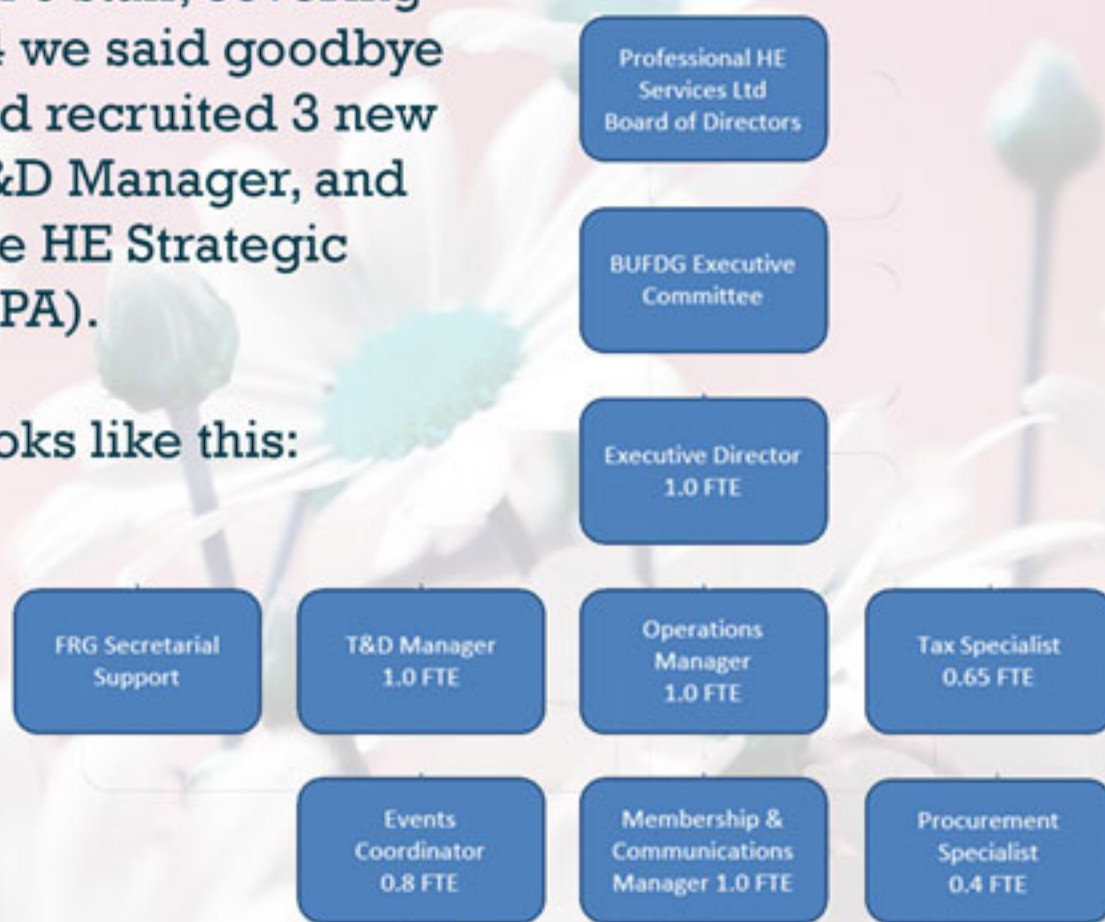 we said goodbye
recruited 3 new
&D Manager, and
HE Strategic
PA).
oks like this:
Professional HE
Services Ltd
Board of Directors
BUFDG Executive
Committee
Executive Director
1.0 FTE
FRG Secretarial
Support
T&D Manager
1.0 FTE
Operations
Manager
1.0 FTE
Tax Specialist
0.65 FTE
Events
Coordinator
0.8 FTE
Membership &
Communications
Manager 1.0 FTE
Procurement
Specialist
0.4 FTE